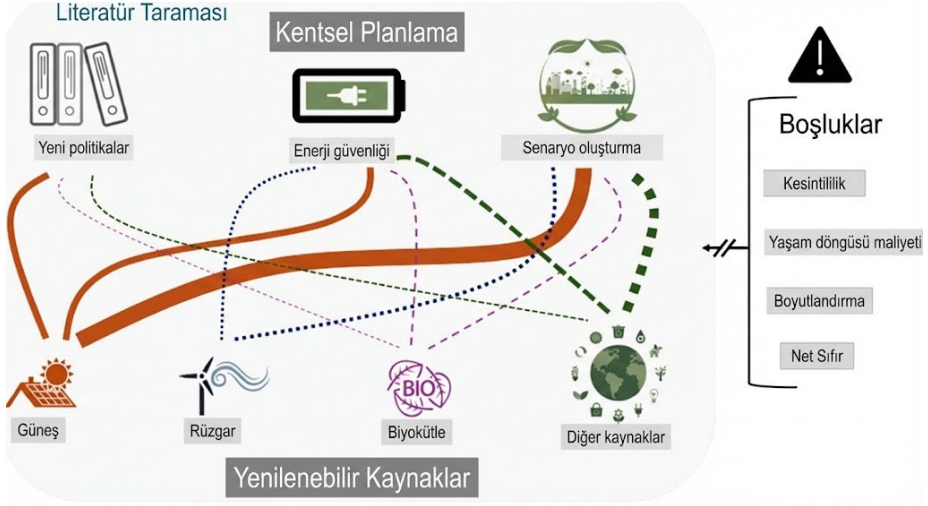 Literatür Taraması
Kentsel Planlama
Yeni politikalar
Enerji güvenliği
Senaryo oluşturma
Boşluklar
Kesintililik
Yaşam döngüsü maliyeti
Boyutlandırma
Net Sıfır
BIO
Güneş
Rüzgar
Biyokütle
Diğer kaynaklar
Yenilenebilir Kaynaklar